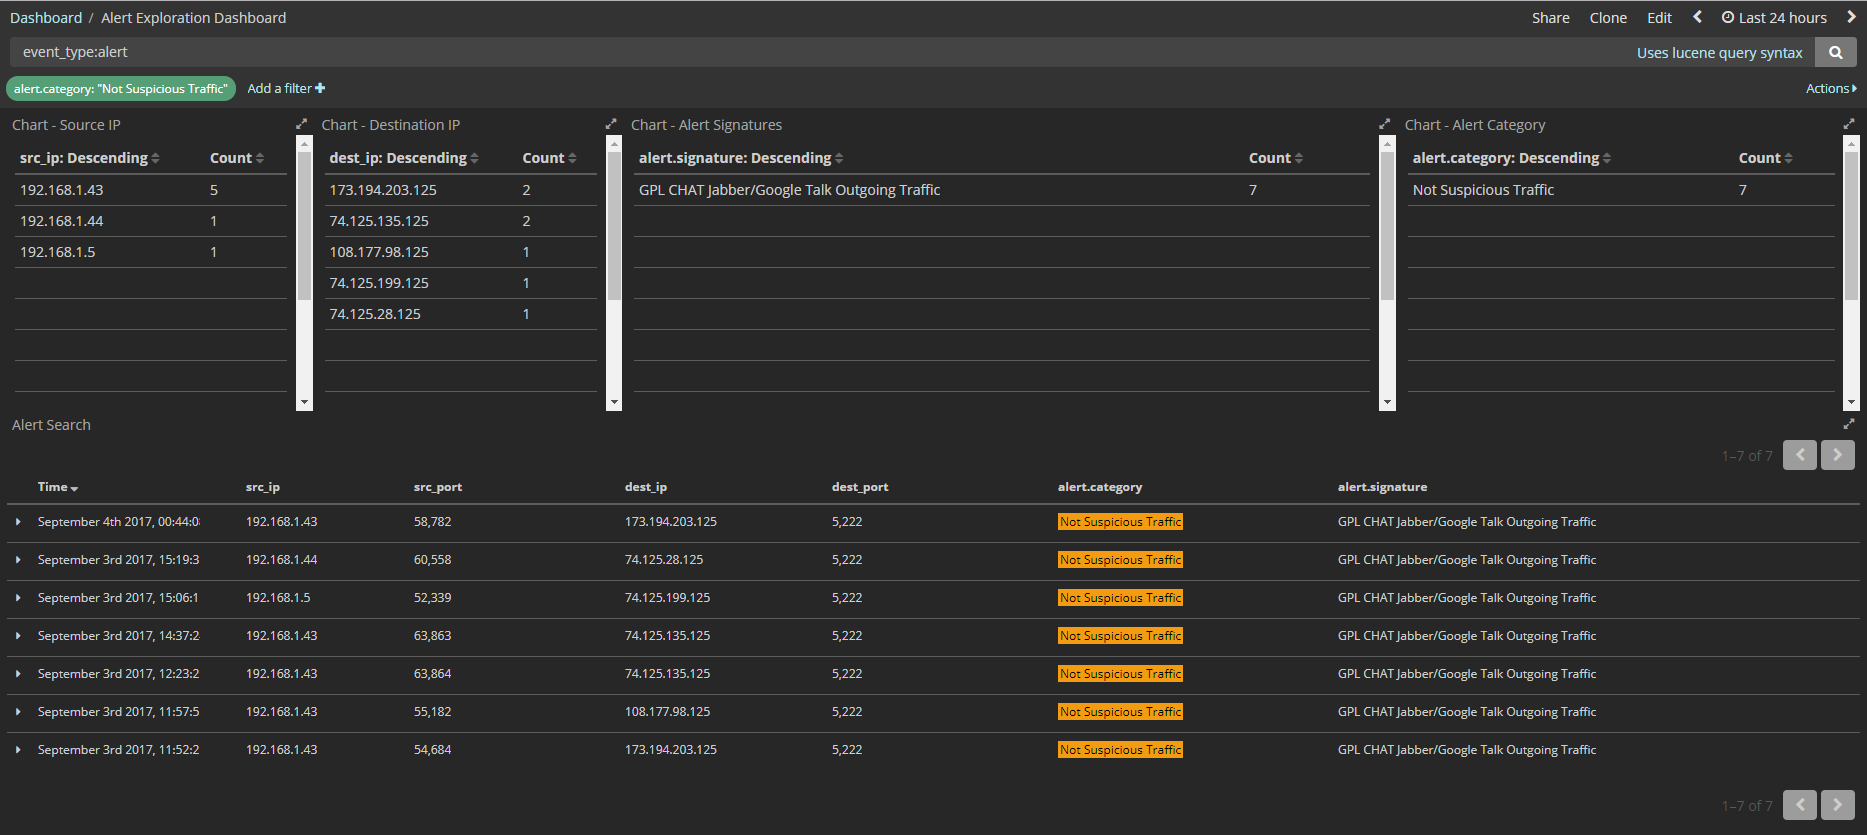 Dashboard / Alert Exploration Dashboard Share Clone Edit Last 24 hours
event_type:alert Uses lucene query syntax
alert.category: "Not Suspicious Traffic" Add a filter Actions
Chart - Source IP Chart - Destination IP Chart - Alert Signatures Chart - Alert Category
src_ip: Descending Count dest_ip: Descending Count alert.signature: Descending Count alert.category: Descending Count
192.168.1.43 5 173.194.203.125 2 GPL CHAT Jabber/Google Talk Outgoing Traffic 7 Not Suspicious Traffic 7
192.168.1.44 1 74.125.135.125 2
192.168.1.5 1 108.177.98.125 1
74.125.199.125 1
74.125.28.125 1
Alert Search
1–7 of 7
Time src_ip src_port dest_ip dest_port alert.category alert.signature
September 4th 2017, 00:44:0 192.168.1.43 58,782 173.194.203.125 5,222 Not Suspicious Traffic GPL CHAT Jabber/Google Talk Outgoing Traffic
September 3rd 2017, 15:19:3 192.168.1.44 60,558 74.125.28.125 5,222 Not Suspicious Traffic GPL CHAT Jabber/Google Talk Outgoing Traffic
September 3rd 2017, 15:06:1 192.168.1.5 52,339 74.125.199.125 5,222 Not Suspicious Traffic GPL CHAT Jabber/Google Talk Outgoing Traffic
September 3rd 2017, 14:37:2 192.168.1.43 63,863 74.125.135.125 5,222 Not Suspicious Traffic GPL CHAT Jabber/Google Talk Outgoing Traffic
September 3rd 2017, 12:23:2 192.168.1.43 63,864 74.125.135.125 5,222 Not Suspicious Traffic GPL CHAT Jabber/Google Talk Outgoing Traffic
September 3rd 2017, 11:57:5 192.168.1.43 55,182 108.177.98.125 5,222 Not Suspicious Traffic GPL CHAT Jabber/Google Talk Outgoing Traffic
September 3rd 2017, 11:52:2 192.168.1.43 54,684 173.194.203.125 5,222 Not Suspicious Traffic GPL CHAT Jabber/Google Talk Outgoing Traffic
1–7 of 7